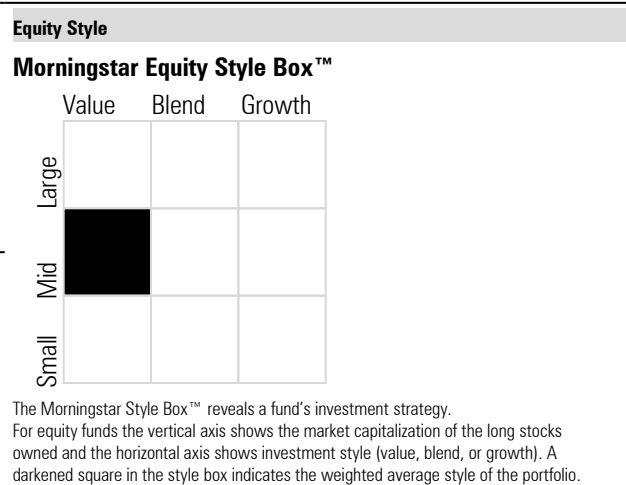 Equity Style
Morningstar Equity Style Box™
Value Blend Growth
Large
Mid
Small
The Morningstar Style Box™ reveals a fund's investment strategy.
For equity funds the vertical axis shows the market capitalization of the long stocks
owned and the horizontal axis shows investment style (value, blend, or growth). A
darkened square in the style box indicates the weighted average style of the portfolio.